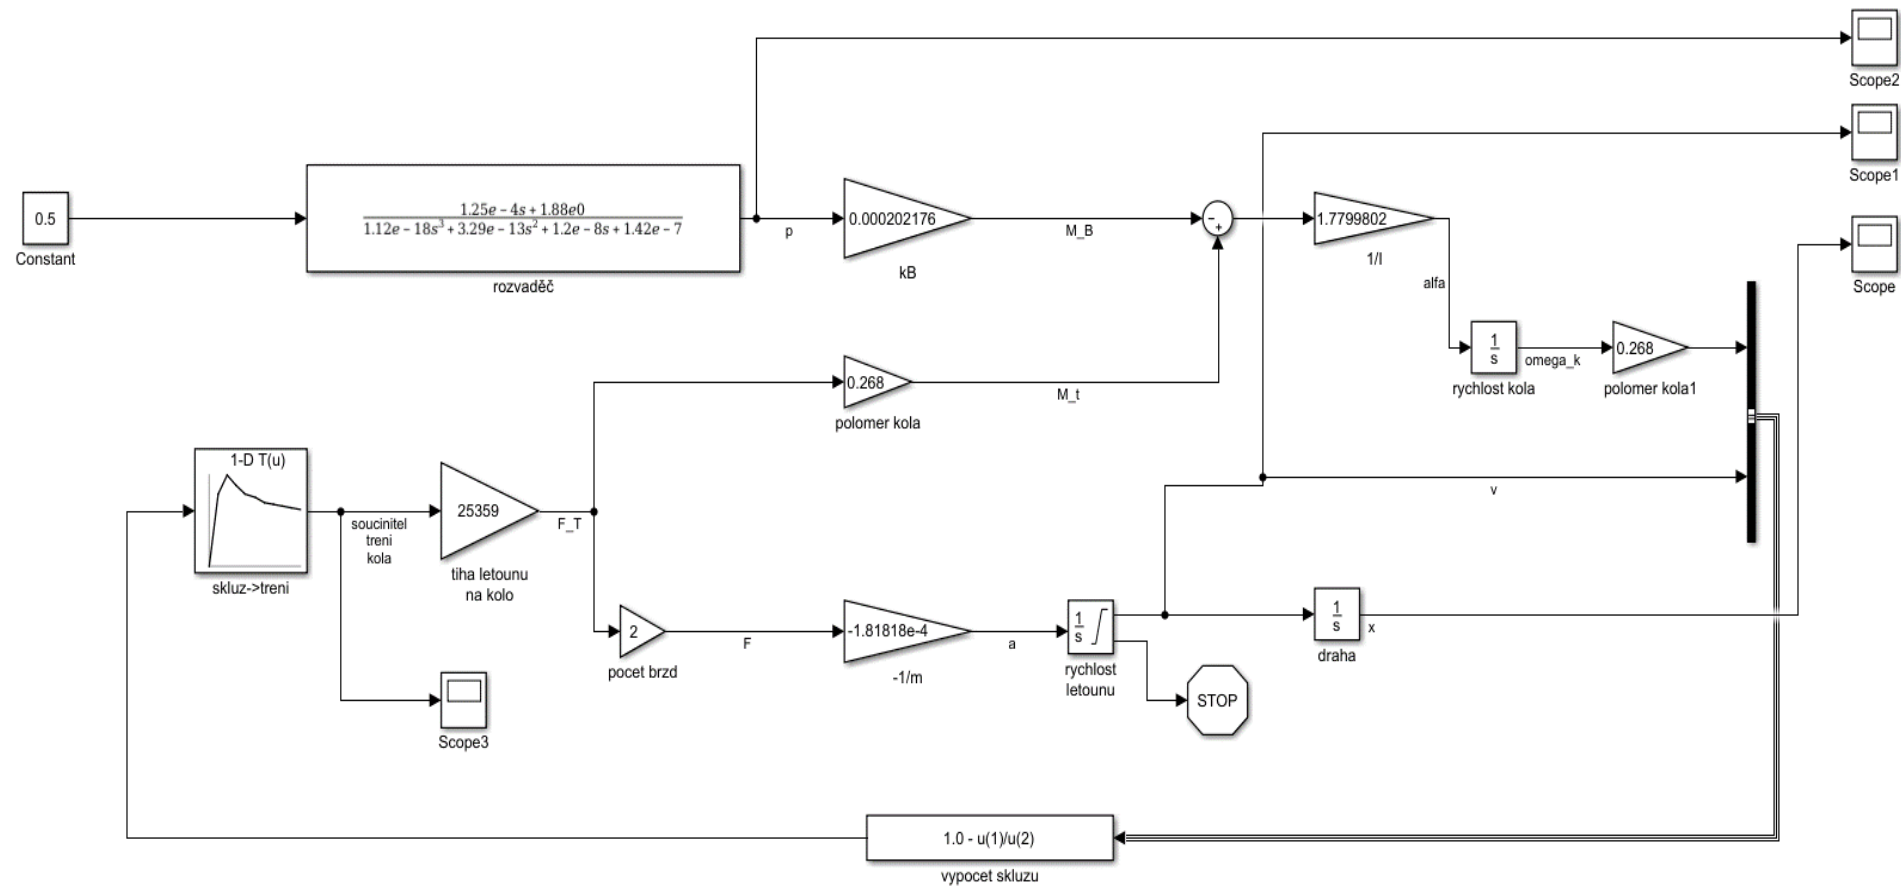 Scope2
Scope1
0.5
Constant
1.25e − 4s + 1.88e0
1.12e − 18s³ + 3.29e − 13s² + 1.2e − 8s + 1.42e − 7
rozvaděč
p
0.000202176
kB
M_B
-
+
1.7799802
1/I
alfa
Scope
1
s
rychlost kola
omega_k
0.268
polomer kola1
0.268
polomer kola
M_t
1-D T(u)
skluz->treni
soucinitel
treni
kola
25359
tiha letounu
na kolo
F_T
v
2
pocet brzd
F
-1.81818e-4
-1/m
a
1
s
rychlost
letounu
1
s
draha
x
STOP
Scope3
1.0 - u(1)/u(2)
vypocet skluzu